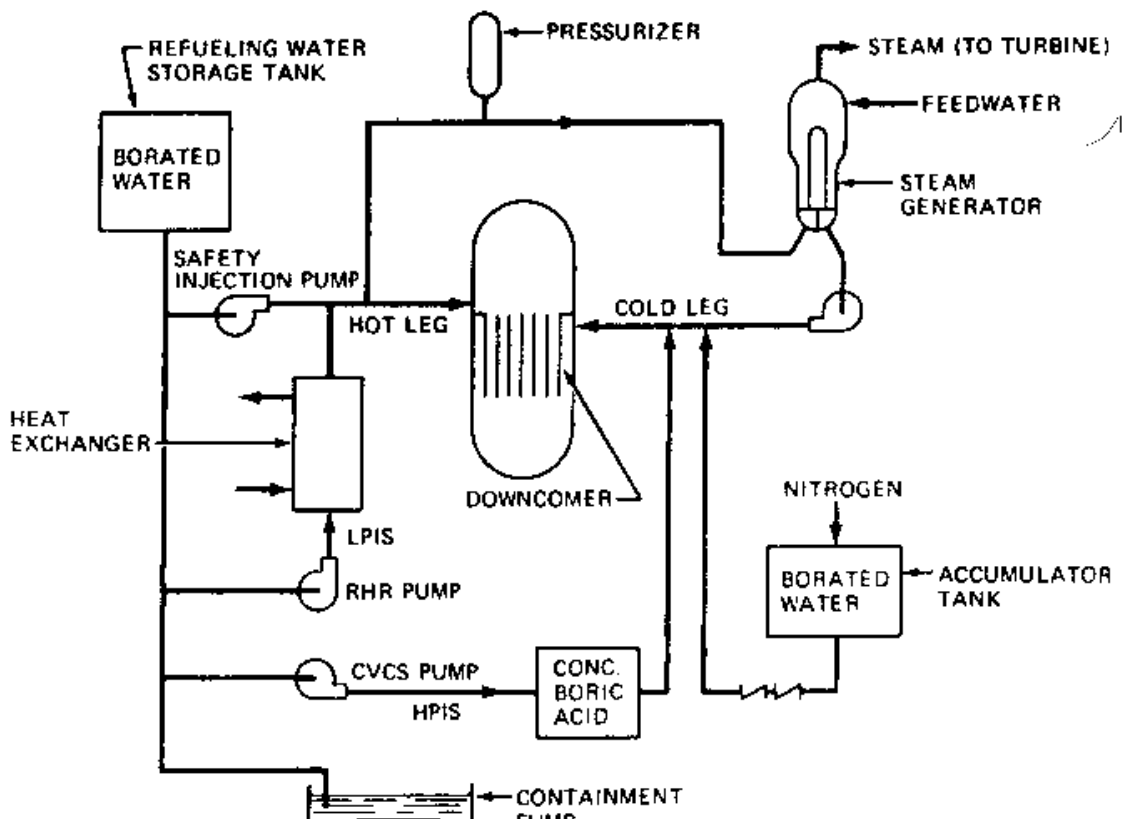 REFUELING WATER
STORAGE TANK
PRESSURIZER
STEAM (TO TURBINE)
FEEDWATER
STEAM
GENERATOR
BORATED
WATER
SAFETY
INJECTION PUMP
HOT LEG
COLD LEG
HEAT
EXCHANGER
DOWNCOMER
LPIS
RHR PUMP
NITROGEN
BORATED
WATER
ACCUMULATOR
TANK
CVCS PUMP
HPIS
CONC.
BORIC
ACID
CONTAINMENT